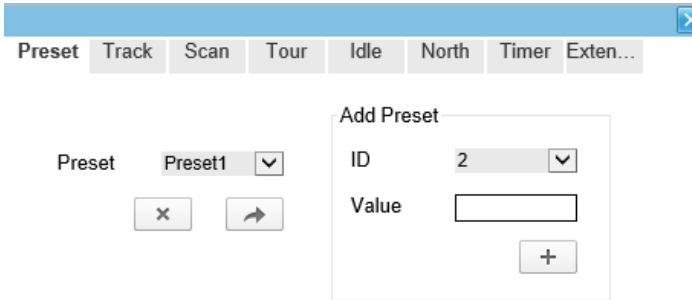 Preset Track Scan Tour Idle North Timer Exten...
Add Preset
Preset Preset1
ID 2
Value